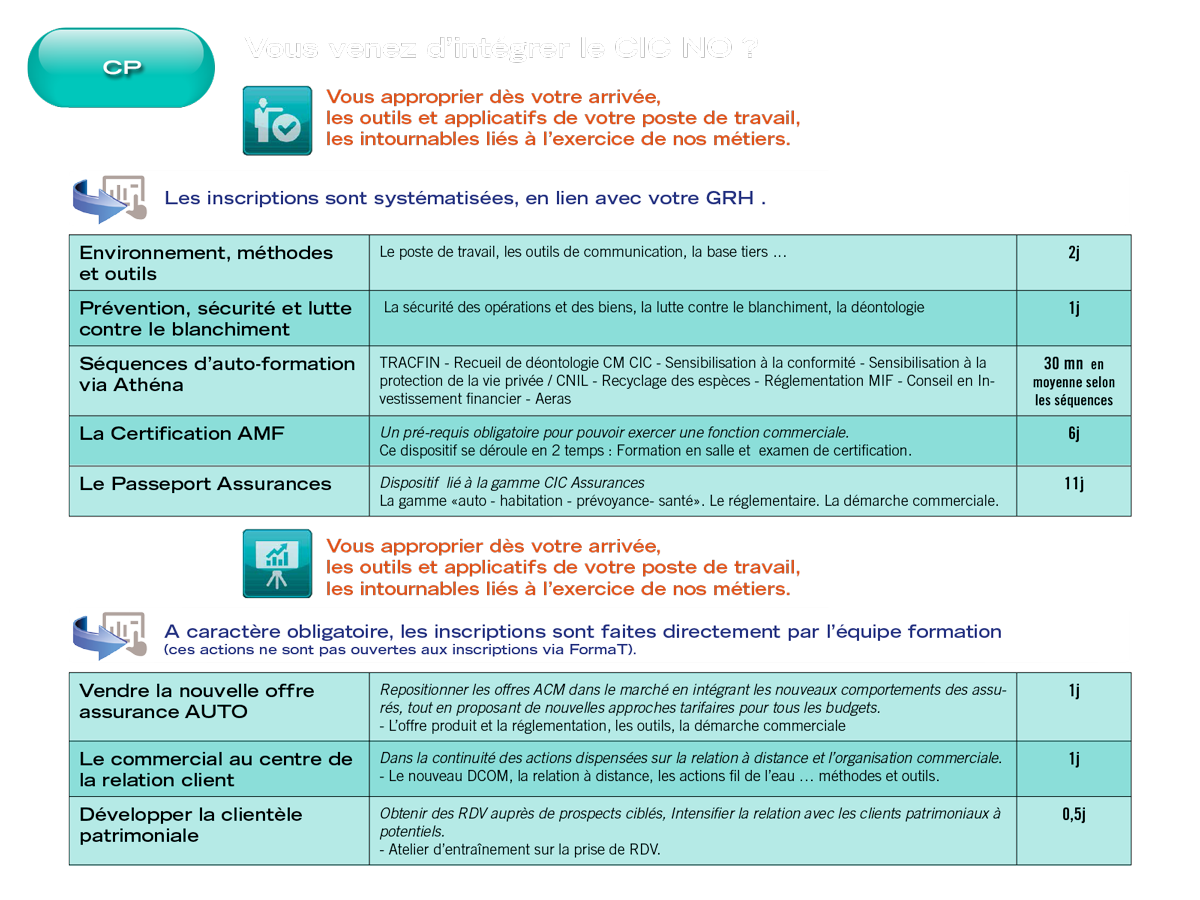 CP
Vous venez d'intégrer le CIC NO ?
Vous approprier dès votre arrivée,
les outils et applicatifs de votre poste de travail,
les intournables liés à l'exercice de nos métiers.
Les inscriptions sont systématisées, en lien avec votre GRH .
Environnement, méthodes
et outils
Le poste de travail, les outils de communication, la base tiers …
2j
Prévention, sécurité et lutte
contre le blanchiment
La sécurité des opérations et des biens, la lutte contre le blanchiment, la déontologie
1j
Séquences d'auto-formation
via Athéna
TRACFIN - Recueil de déontologie CM CIC - Sensibilisation à la conformité - Sensibilisation à la
protection de la vie privée / CNIL - Recyclage des espèces - Réglementation MIF - Conseil en In-
vestissement financier - Aeras
30 mn en
moyenne selon
les séquences
La Certification AMF
Un pré-requis obligatoire pour pouvoir exercer une fonction commerciale.
Ce dispositif se déroule en 2 temps : Formation en salle et examen de certification.
6j
Le Passeport Assurances
Dispositif lié à la gamme CIC Assurances
La gamme «auto - habitation - prévoyance- santé». Le réglementaire. La démarche commerciale.
11j
Vous approprier dès votre arrivée,
les outils et applicatifs de votre poste de travail,
les intournables liés à l'exercice de nos métiers.
A caractère obligatoire, les inscriptions sont faites directement par l'équipe formation
(ces actions ne sont pas ouvertes aux inscriptions via FormaT).
Vendre la nouvelle offre
assurance AUTO
Repositionner les offres ACM dans le marché en intégrant les nouveaux comportements des assu-
rés, tout en proposant de nouvelles approches tarifaires pour tous les budgets.
- L'offre produit et la réglementation, les outils, la démarche commerciale
1j
Le commercial au centre de
la relation client
Dans la continuité des actions dispensées sur la relation à distance et l'organisation commerciale.
- Le nouveau DCOM, la relation à distance, les actions fil de l'eau … méthodes et outils.
1j
Développer la clientèle
patrimoniale
Obtenir des RDV auprès de prospects ciblés, Intensifier la relation avec les clients patrimoniaux à
potentiels.
- Atelier d'entraînement sur la prise de RDV.
0,5j